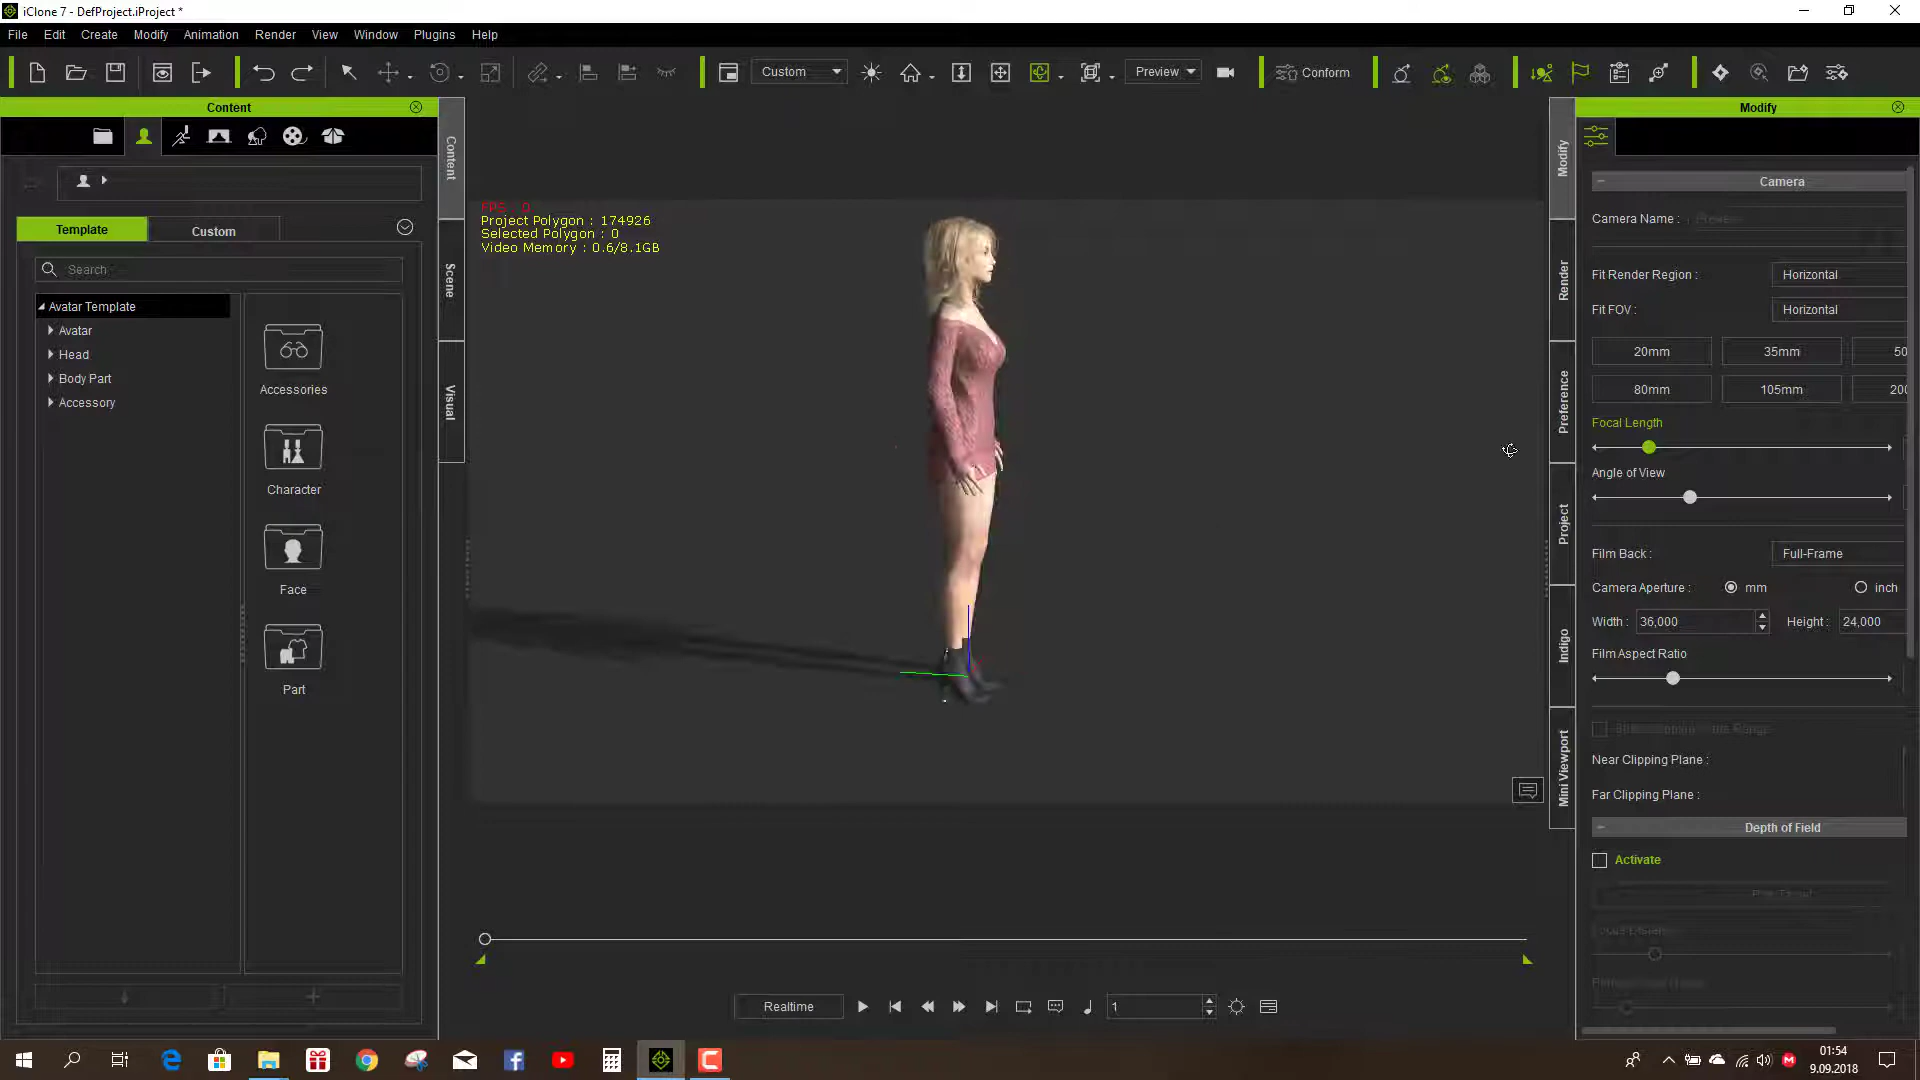 iClone 7 - DefProject.iProject *
File Edit Create Modify Animation Render View Window Plugins Help
Custom
Preview
Conform
Content
Modify
Template
Custom
Search
Avatar Template
Avatar
Head
Body Part
Accessory
Accessories
Character
Face
Part
Content
Scene
Visual
FPS : 0
Project Polygon : 174926
Selected Polygon : 0
Video Memory : 0.6/8.1GB
Modify
Render
Preference
Project
Indigo
Mini Viewport
Camera
Camera Name :
Fit Render Region : Horizontal
Fit FOV : Horizontal
20mm 35mm 50
80mm 105mm 200
Focal Length
Angle of View
Film Back : Full-Frame
Camera Aperture : mm inch
Width : 36,000 Height : 24,000
Film Aspect Ratio
Near Clipping Plane :
Far Clipping Plane :
Depth of Field
Activate
Realtime
1
01:54
9.09.2018